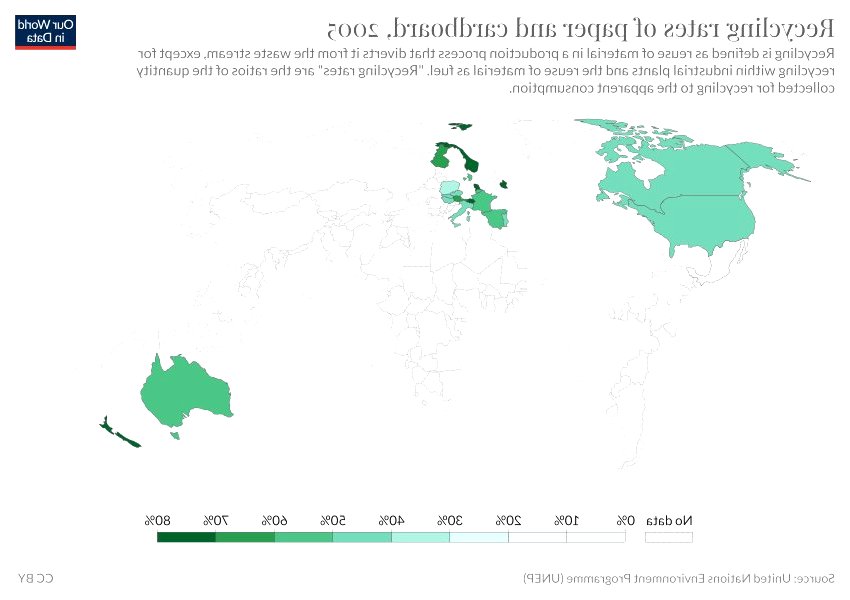 Recycling rates of paper and cardboard, 2005
Our World
in Data
Recycling is defined as reuse of material in a production process that diverts it from the waste stream, except for
recycling within industrial plants and the reuse of material as fuel. "Recycling rates" are the ratios of the quantity
collected for recycling to the apparent consumption.
No data 0% 10% 20% 30% 40% 50% 60% 70% 80%
Source: United Nations Environment Programme (UNEP)
CC BY